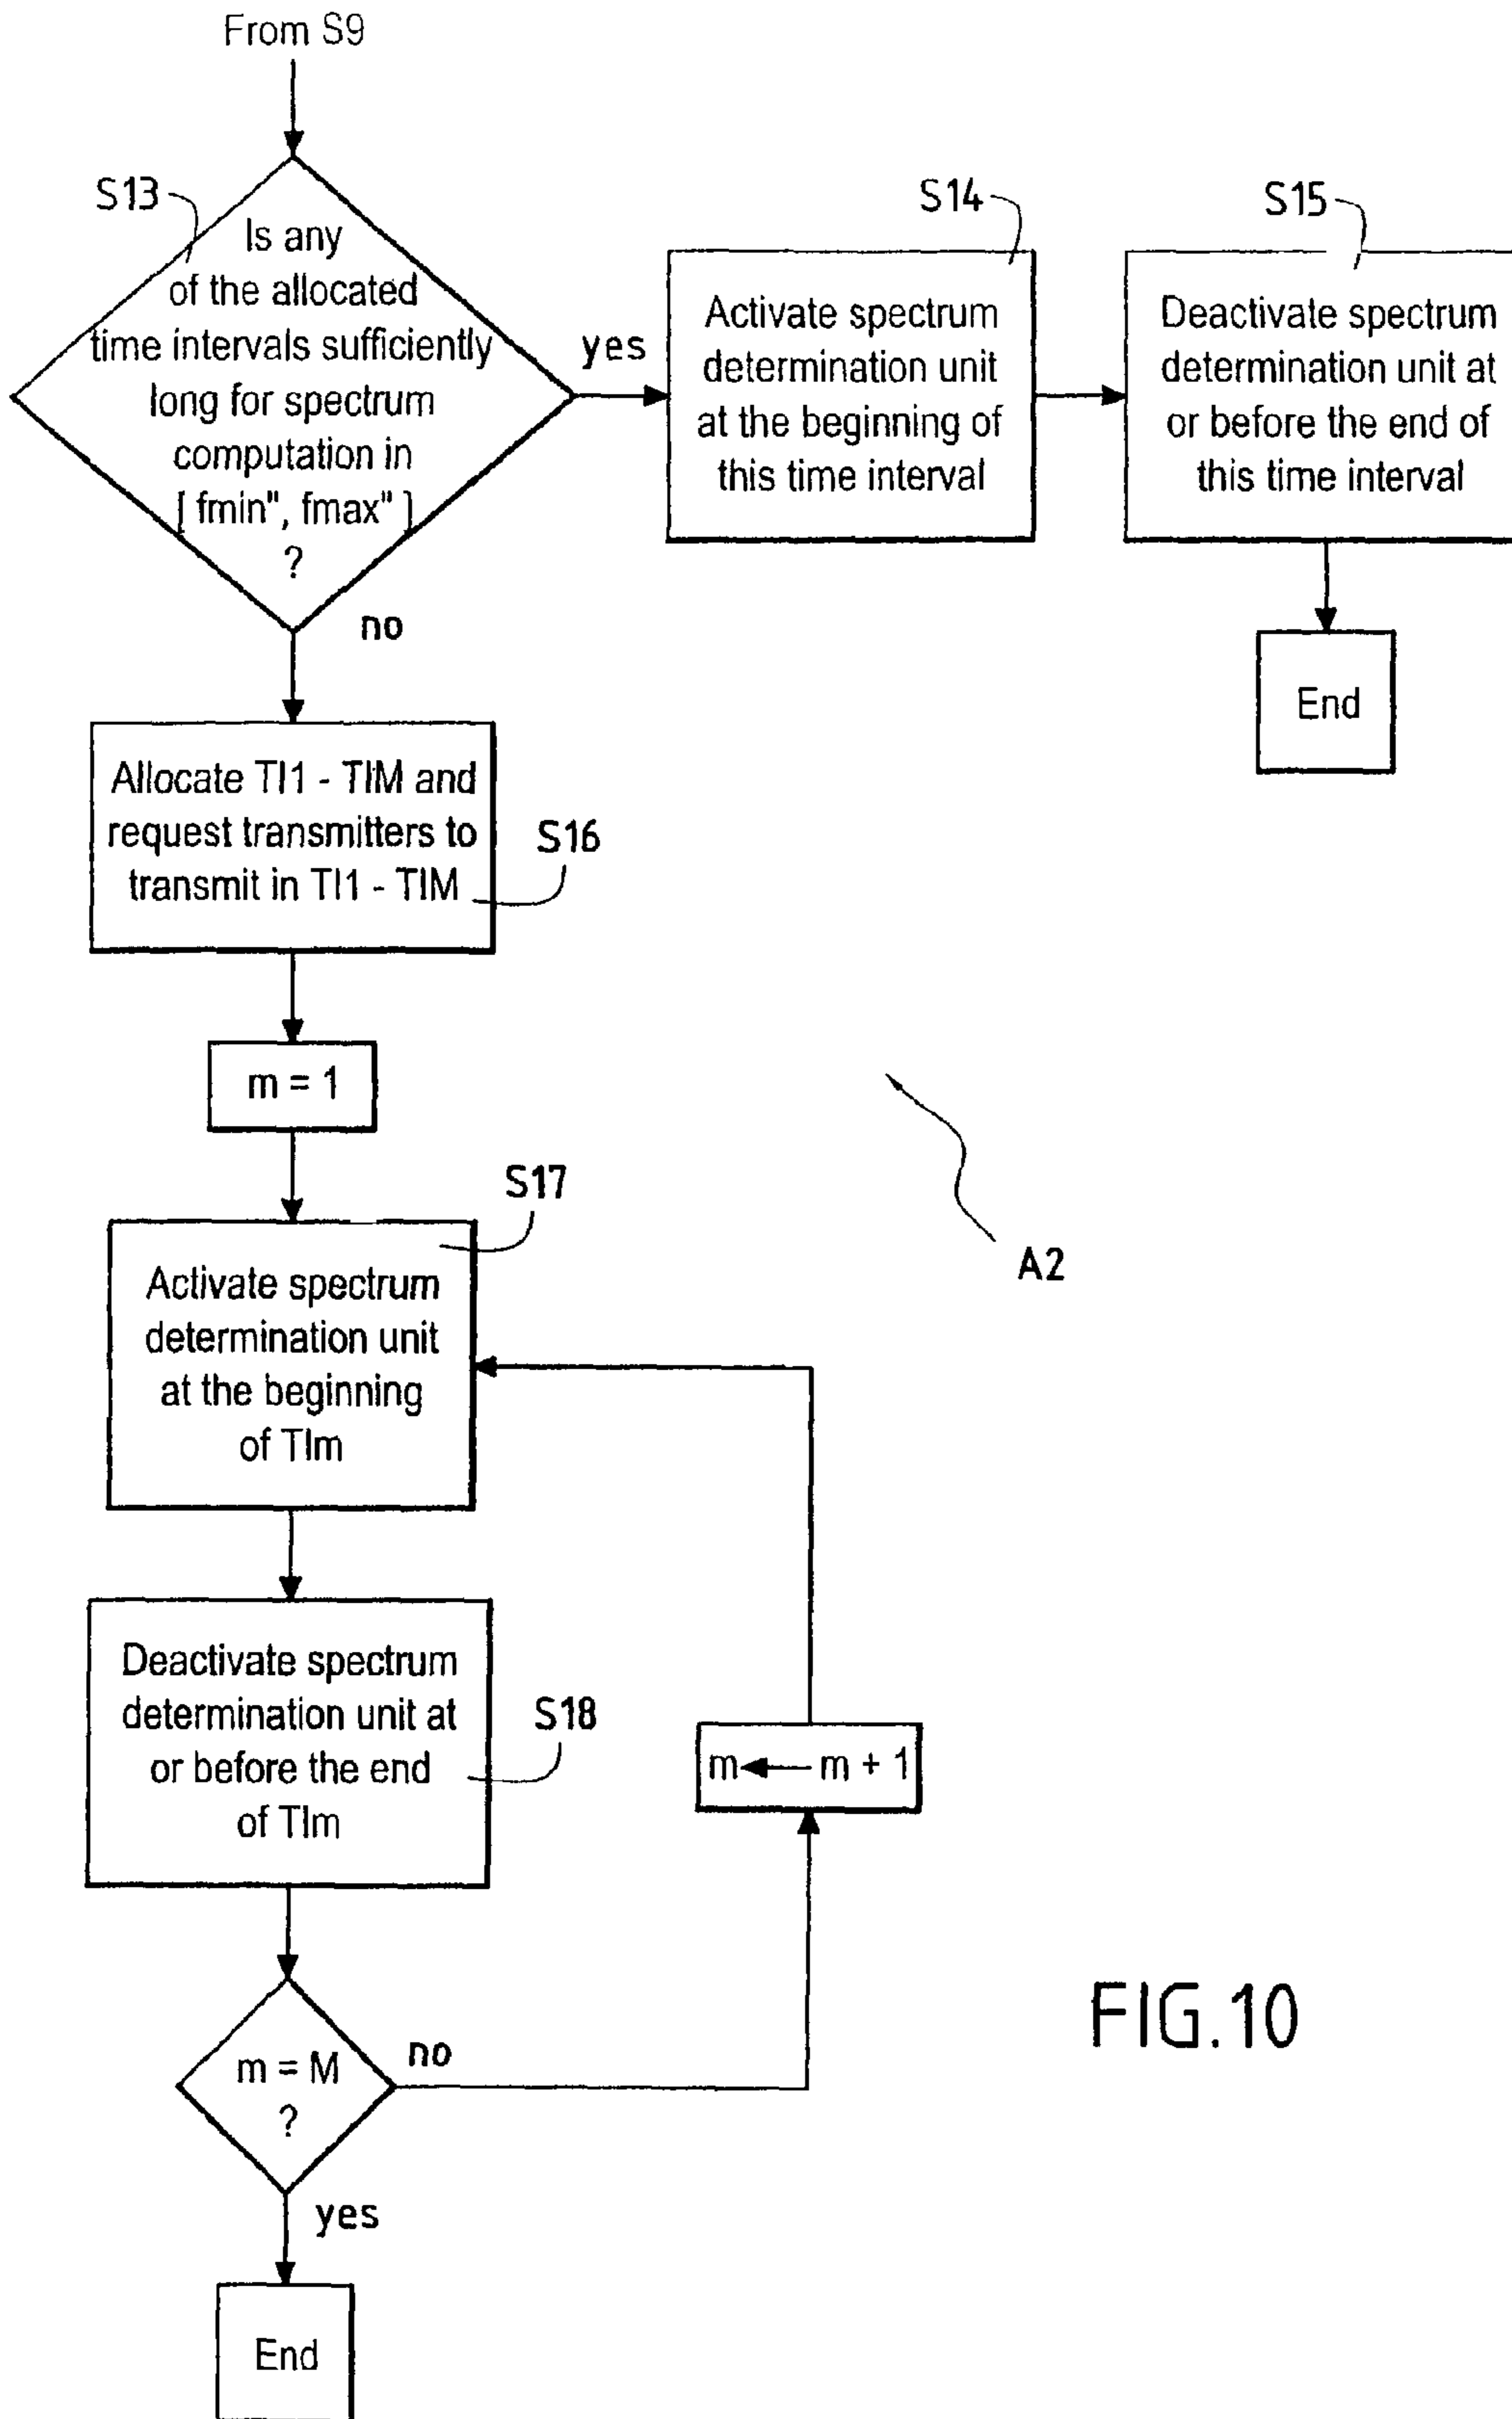 From S9
S13
Is any
of the allocated
time intervals sufficiently
long for spectrum
computation in
[ fmin", fmax" ]
?
yes
no
S14
Activate spectrum
determination unit
at the beginning of
this time interval
S15
Deactivate spectrum
determination unit at
or before the end of
this time interval
End
Allocate TI1 - TIM and
request transmitters to
transmit in TI1 - TIM
S16
m = 1
S17
Activate spectrum
determination unit
at the beginning
of TIm
A2
Deactivate spectrum
determination unit at
or before the end
of TIm
S18
m ← m + 1
m = M
?
no
yes
End
FIG.10